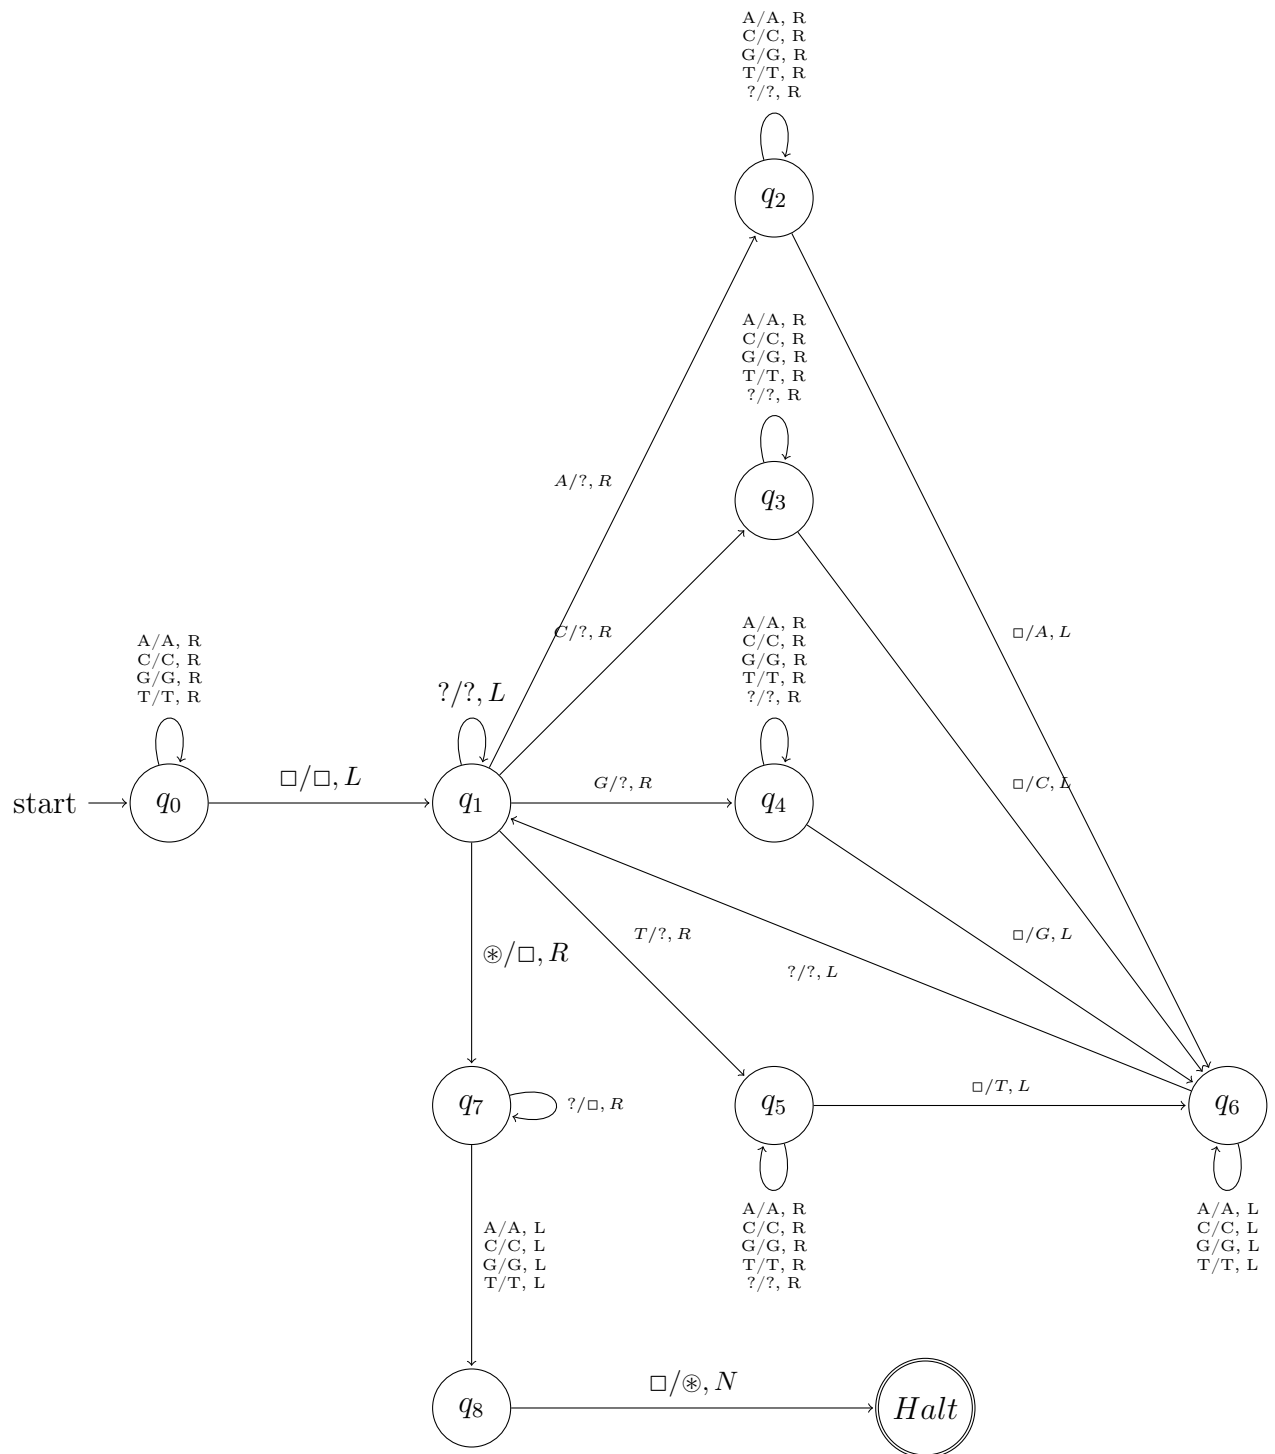 A/A, R
C/C, R
G/G, R
T/T, R
?/?, R
q₂
A/A, R
C/C, R
G/G, R
T/T, R
?/?, R
A/?, R
q₃
A/A, R
C/C, R
G/G, R
T/T, R
C/?, R
□/A, L
A/A, R
C/C, R
G/G, R
T/T, R
?/?, R
?/?, L
□/□, L
G/?, R
□/C, L
start
q₀
q₁
q₄
⊛/□, R
T/?, R
?/?, L
□/G, L
q₇
?/□, R
q₅
□/T, L
q₆
A/A, L
C/C, L
G/G, L
T/T, L
A/A, R
C/C, R
G/G, R
T/T, R
?/?, R
A/A, L
C/C, L
G/G, L
T/T, L
q₈
□/⊛, N
Halt